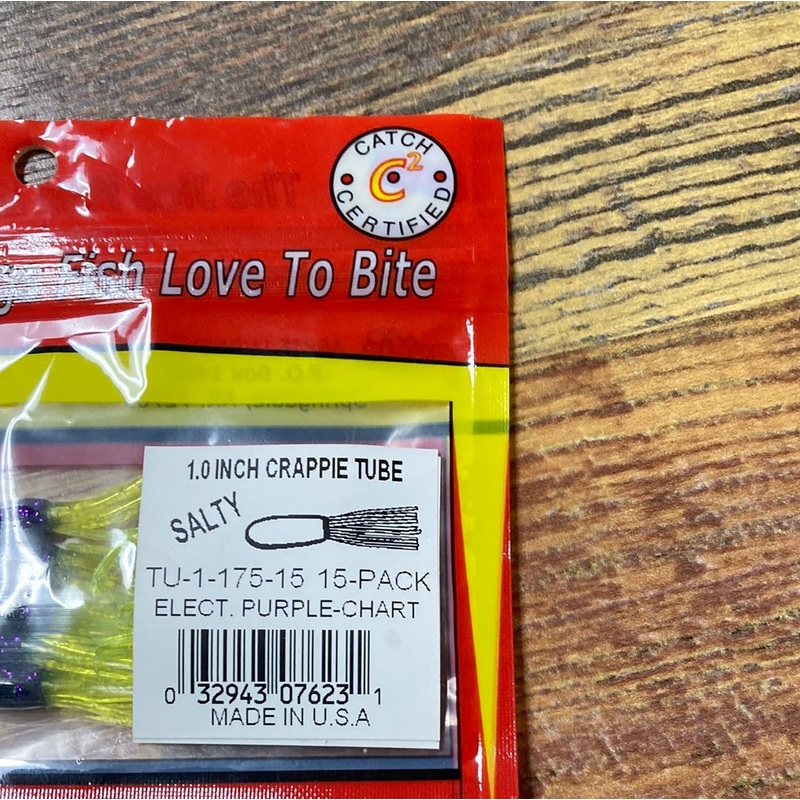 CATCH
C2
CERTIFIED
Fish Love To Bite
1.0 INCH CRAPPIE TUBE
SALTY
TU-1-175-15 15-PACK
ELECT. PURPLE-CHART
0 32943 07623 1
MADE IN U.S.A